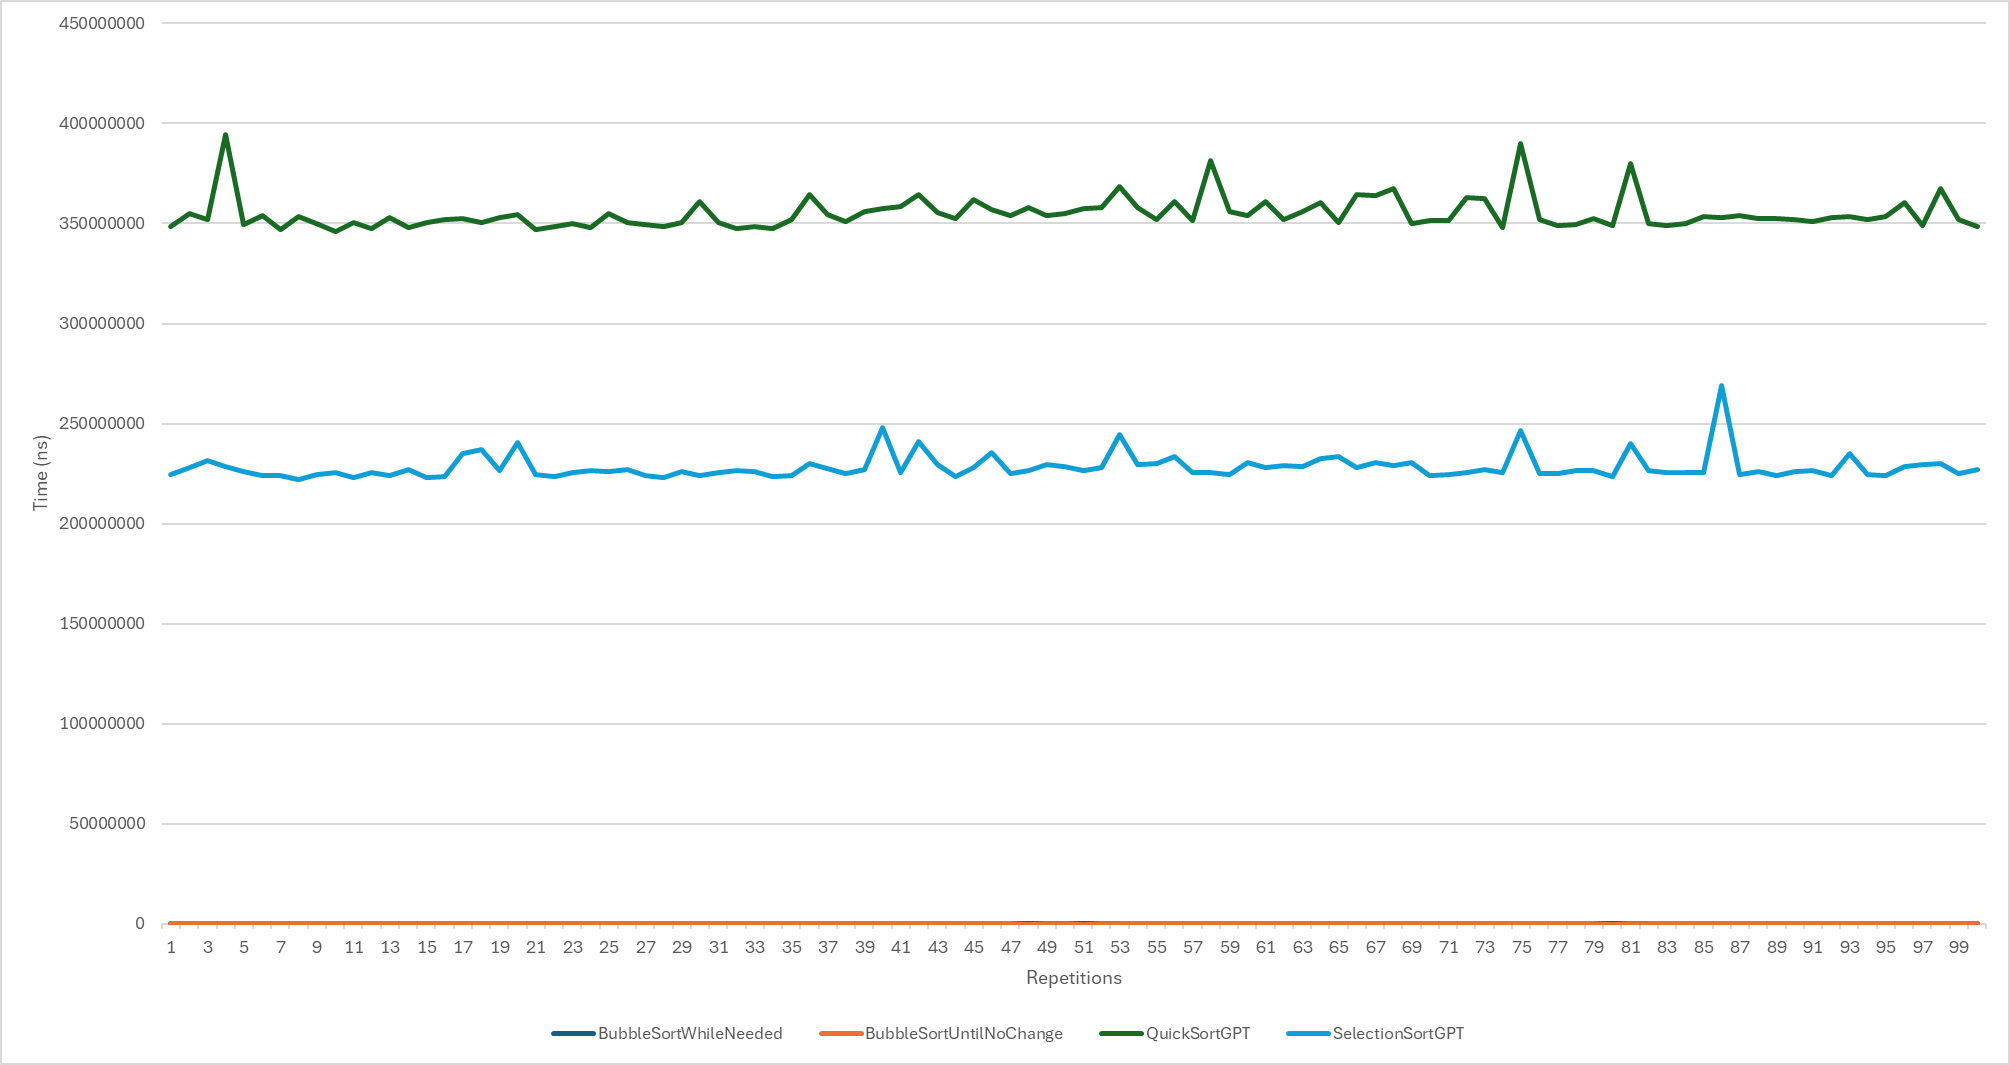 450000000
400000000
350000000
300000000
250000000
200000000
150000000
100000000
50000000
0
Time (ns)
1 3 5 7 9 11 13 15 17 19 21 23 25 27 29 31 33 35 37 39 41 43 45 47 49 51 53 55 57 59 61 63 65 67 69 71 73 75 77 79 81 83 85 87 89 91 93 95 97 99
Repetitions
BubbleSortWhileNeeded BubbleSortUntilNoChange QuickSortGPT SelectionSortGPT